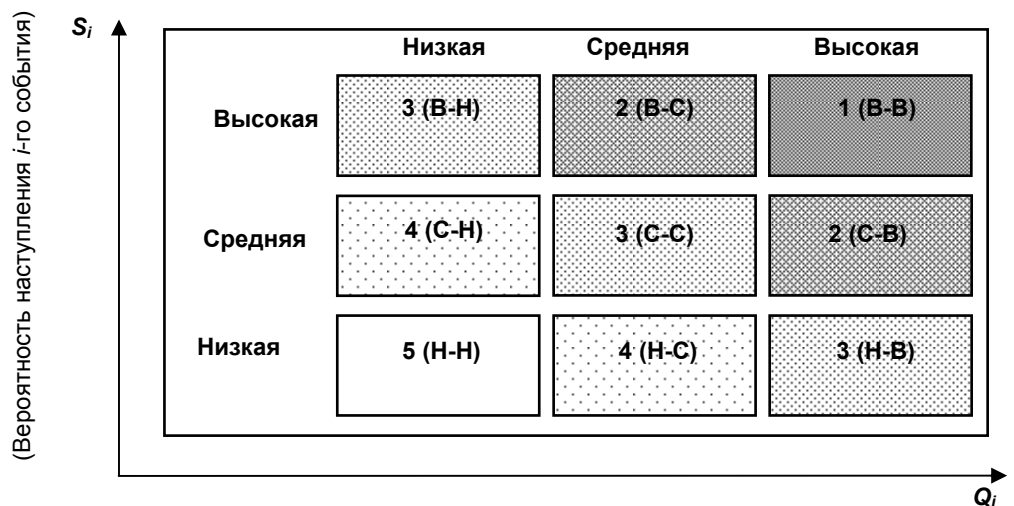 (Вероятность наступления i-го события)
Si
Низкая Средняя Высокая
Высокая 3 (В-Н) 2 (В-С) 1 (В-В)
Средняя 4 (С-Н) 3 (С-С) 2 (С-В)
Низкая 5 (Н-Н) 4 (Н-С) 3 (Н-В)
Qi